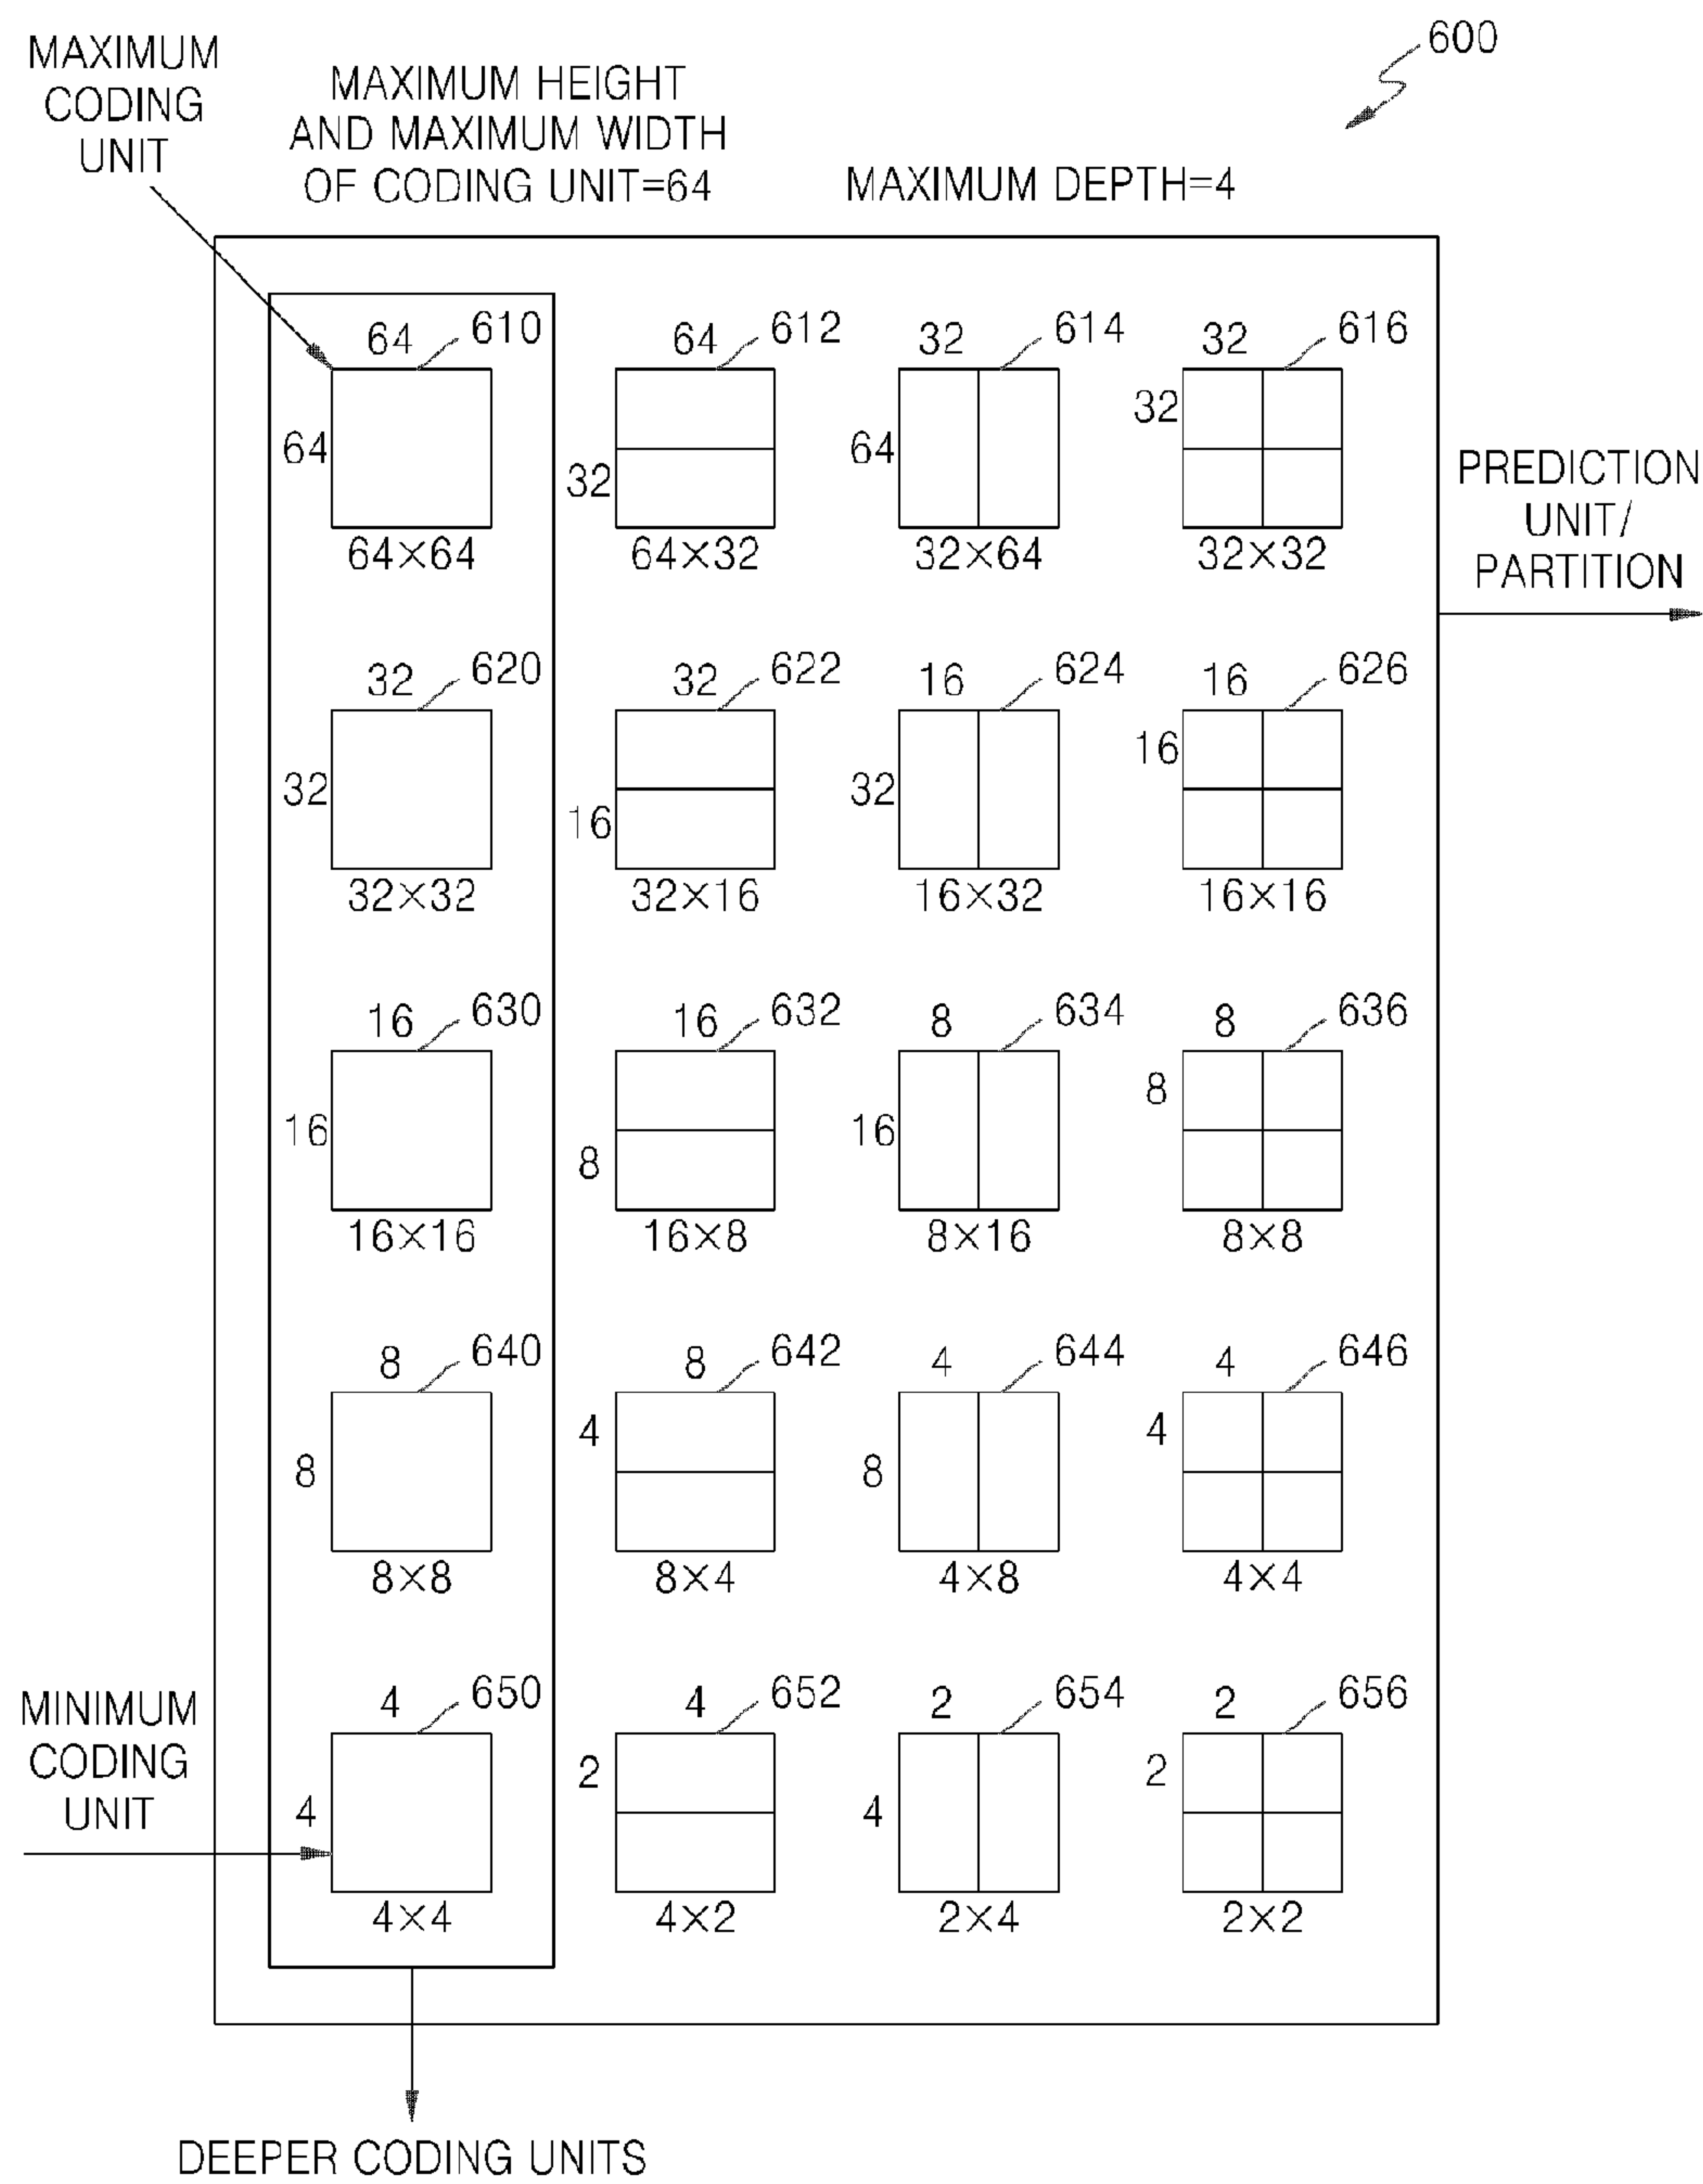 600
MAXIMUM
CODING
UNIT
MAXIMUM HEIGHT
AND MAXIMUM WIDTH
OF CODING UNIT=64
MAXIMUM DEPTH=4
64 610 64 612 32 614 32 616
64 32 64 32
64×64 64×32 32×64 32×32
PREDICTION
UNIT/
PARTITION
32 620 32 622 16 624 16 626
32 16 32 16
32×32 32×16 16×32 16×16
16 630 16 632 8 634 8 636
16 8 16 8
16×16 16×8 8×16 8×8
8 640 8 642 4 644 4 646
8 4 8 4
8×8 8×4 4×8 4×4
MINIMUM
CODING
UNIT
4 650 4 652 2 654 2 656
4 2 4 2
4×4 4×2 2×4 2×2
DEEPER CODING UNITS